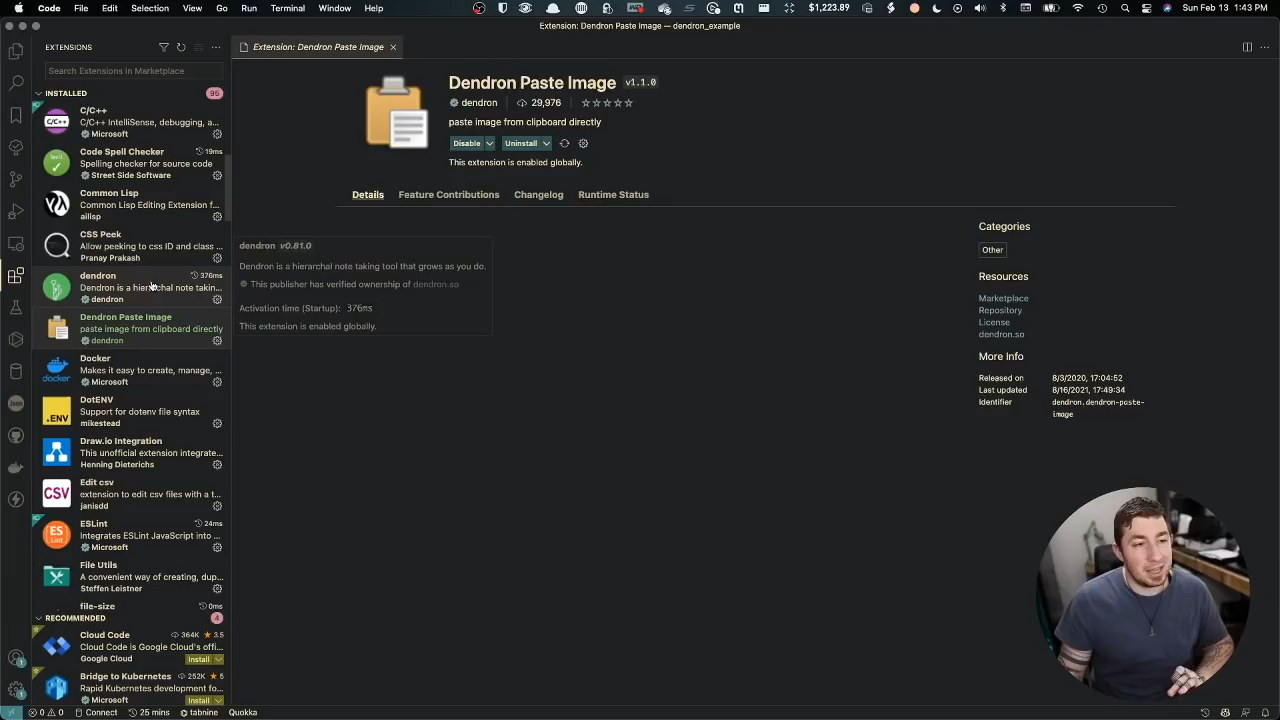 Code File Edit Selection View Go Run Terminal Window Help $1,223.89 Sun Feb 13 1:43 PM
Extension: Dendron Paste Image — dendron_example
EXTENSIONS
Extension: Dendron Paste Image
Search Extensions in Marketplace
INSTALLED 95
C/C++
C/C++ IntelliSense, debugging, a...
Microsoft
Code Spell Checker 19ms
Spelling checker for source code
Street Side Software
Common Lisp
Common Lisp Editing Extension f...
ailisp
CSS Peek
Allow peeking to css ID and class ...
Pranay Prakash
dendron 376ms
Dendron is a hierarchal note takin...
dendron
Dendron Paste Image
paste image from clipboard directly
dendron
Docker
Makes it easy to create, manage, ...
Microsoft
DotENV
Support for dotenv file syntax
mikestead
Draw.io Integration
This unofficial extension integrate...
Henning Dieterichs
Edit csv
extension to edit csv files with a t...
janisdd
ESLint 24ms
Integrates ESLint JavaScript into ...
Microsoft
File Utils
A convenient way of creating, dup...
Steffen Leistner
file-size 0ms
RECOMMENDED 4
Cloud Code 364K 3.5
Cloud Code is Google Cloud's offi...
Google Cloud Install
Bridge to Kubernetes 252K 5
Rapid Kubernetes development fo...
Microsoft Install
Dendron Paste Image v1.1.0
dendron 29,976
paste image from clipboard directly
Disable Uninstall
This extension is enabled globally.
Details Feature Contributions Changelog Runtime Status
dendron v0.81.0
Dendron is a hierarchal note taking tool that grows as you do.
This publisher has verified ownership of dendron.so
Activation time (Startup): 376ms
This extension is enabled globally.
Categories
Other
Resources
Marketplace
Repository
License
dendron.so
More Info
Released on 8/3/2020, 17:04:52
Last updated 8/16/2021, 17:49:34
Identifier dendron.dendron-paste-
image
0 0 Connect 25 mins tabnine Quokka